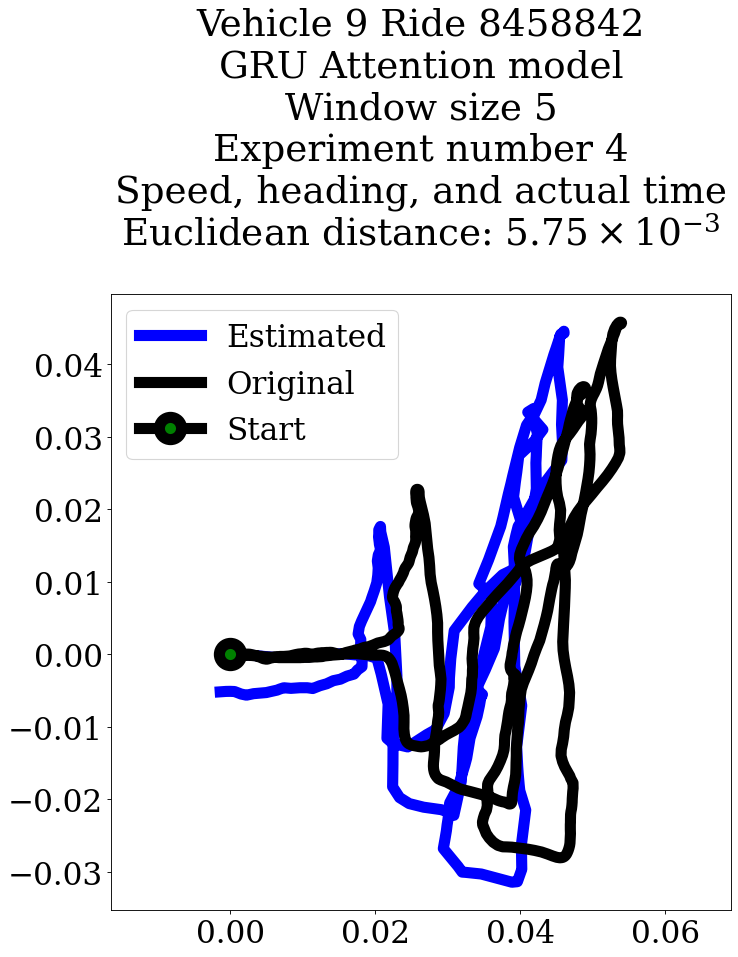 Vehicle 9 Ride 8458842
GRU Attention model
Window size 5
Experiment number 4
Speed, heading, and actual time
Euclidean distance: 5.75 × 10⁻³
Estimated
Original
Start
0.04
0.03
0.02
0.01
0.00
−0.01
−0.02
−0.03
0.00 0.02 0.04 0.06